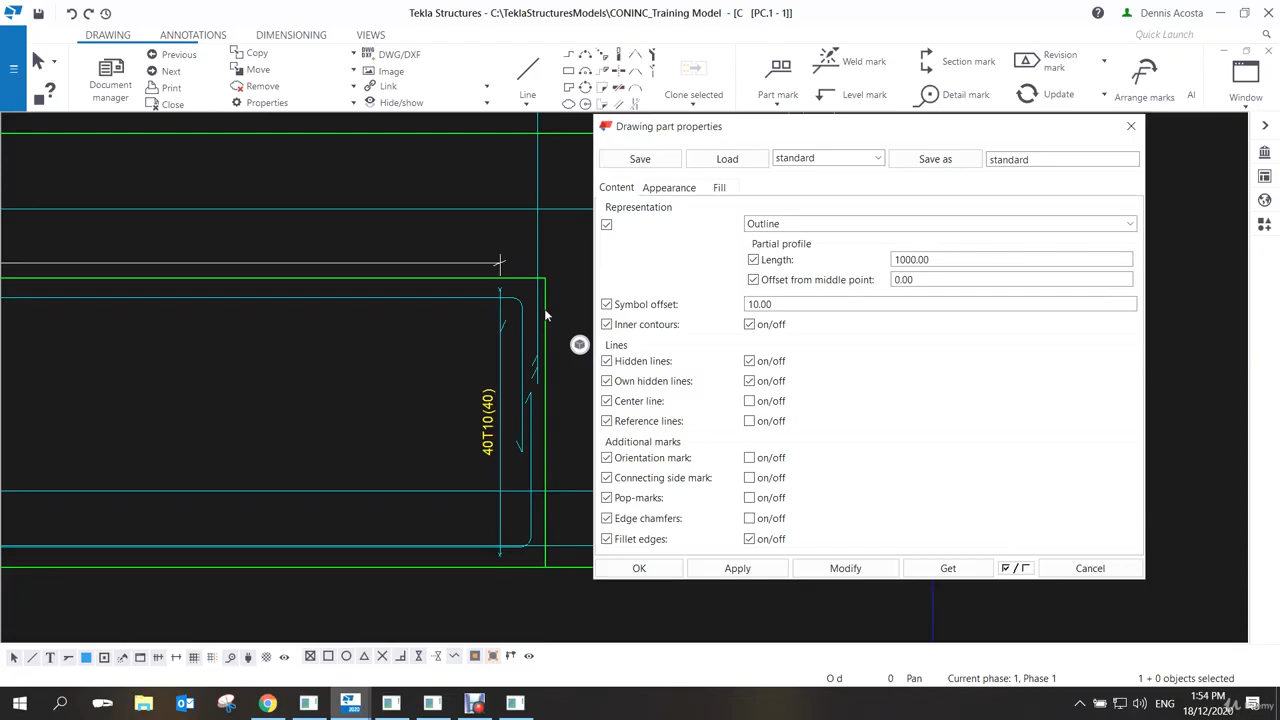 Tekla Structures - C:\TeklaStructuresModels\CONINC_Training Model - [C    [PC.1 - 1]]
Dennis Acosta
DRAWING ANNOTATIONS DIMENSIONING VIEWS
Quick Launch
Document manager
Previous
Next
Print
Close
Copy
Move
Remove
Properties
DWG/DXF
Image
Link
Hide/show
Line
Clone selected
Part mark
Weld mark
Level mark
Section mark
Detail mark
Revision mark
Update
Arrange marks
Al
Window
40T10(40)
Drawing part properties
Save Load standard Save as standard
Content Appearance Fill
Representation
Outline
Partial profile
Length: 1000.00
Offset from middle point: 0.00
Symbol offset: 10.00
Inner contours: on/off
Lines
Hidden lines: on/off
Own hidden lines: on/off
Center line: on/off
Reference lines: on/off
Additional marks
Orientation mark: on/off
Connecting side mark: on/off
Pop-marks: on/off
Edge chamfers: on/off
Fillet edges: on/off
OK Apply Modify Get Cancel
O d 0 Pan Current phase: 1, Phase 1 1 + 0 objects selected
2020
ENG
1:54 PM
18/12/2020
Udemy